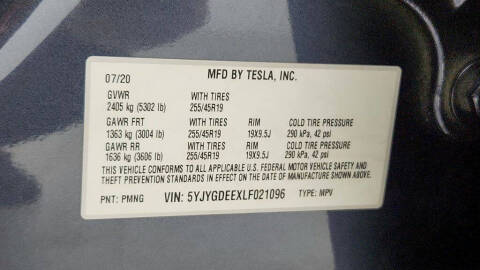 07/20 MFD BY TESLA, INC.
GVWR WITH TIRES
2405 kg (5302 lb) 255/45R19
GAWR FRT WITH TIRES RIM COLD TIRE PRESSURE
1363 kg (3004 lb) 255/45R19 19X9.5J 290 kPa, 42 psi
GAWR RR WITH TIRES RIM COLD TIRE PRESSURE
1636 kg (3606 lb) 255/45R19 19X9.5J 290 kPa, 42 psi
THIS VEHICLE CONFORMS TO ALL APPLICABLE U.S. FEDERAL MOTOR VEHICLE SAFETY AND
THEFT PREVENTION STANDARDS IN EFFECT ON THE DATE OF MANUFACTURE SHOWN ABOVE.
PNT: PMNG VIN: 5YJYGDEEXLF021096 TYPE: MPV